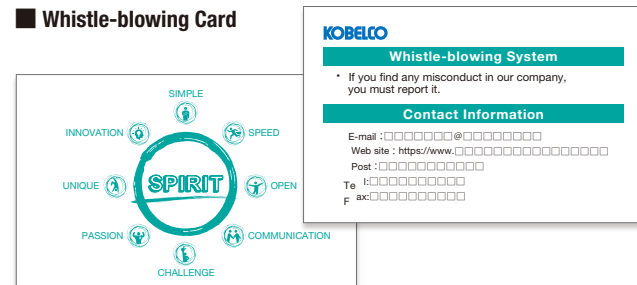 ■ Whistle-blowing Card
SIMPLE
INNOVATION
SPEED
UNIQUE
SPIRIT
OPEN
PASSION
COMMUNICATION
CHALLENGE
KOBELCO
Whistle-blowing System
・ If you find any misconduct in our company,
you must report it.
Contact Information
E-mail :□□□□□□□@□□□□□□□□
Web site : https://www.□□□□□□□□□□□□□□□□
Post :□□□□□□□□□□□
Te l:□□□□□□□□□□
F ax:□□□□□□□□□□